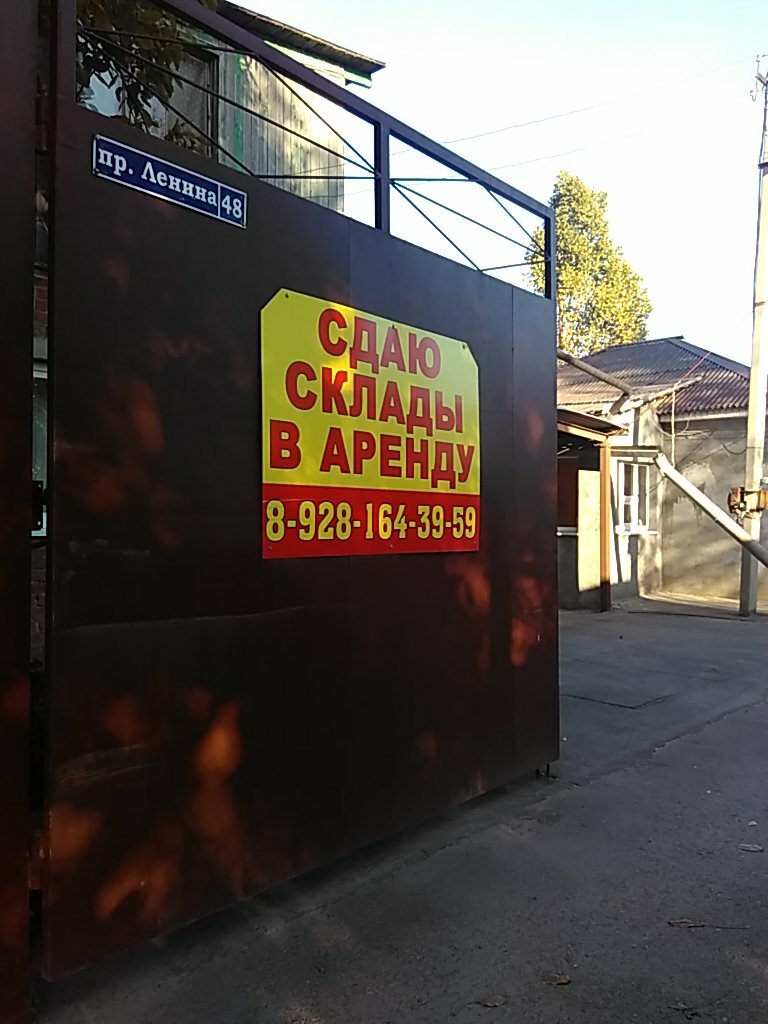 пр. Ленина 48
СДАЮ
СКЛАДЫ
В АРЕНДУ
8-928-164-39-59